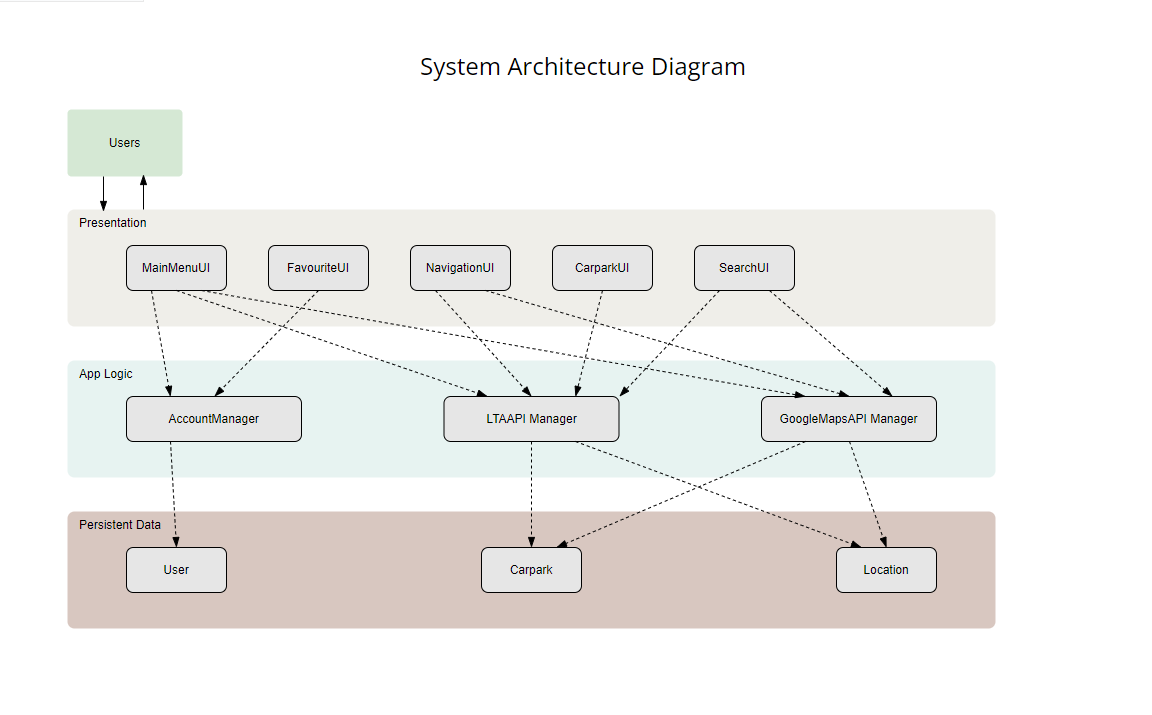 System Architecture Diagram
Users
Presentation
MainMenuUI
FavouriteUI
NavigationUI
CarparkUI
SearchUI
App Logic
AccountManager
LTAAPI Manager
GoogleMapsAPI Manager
Persistent Data
User
Carpark
Location